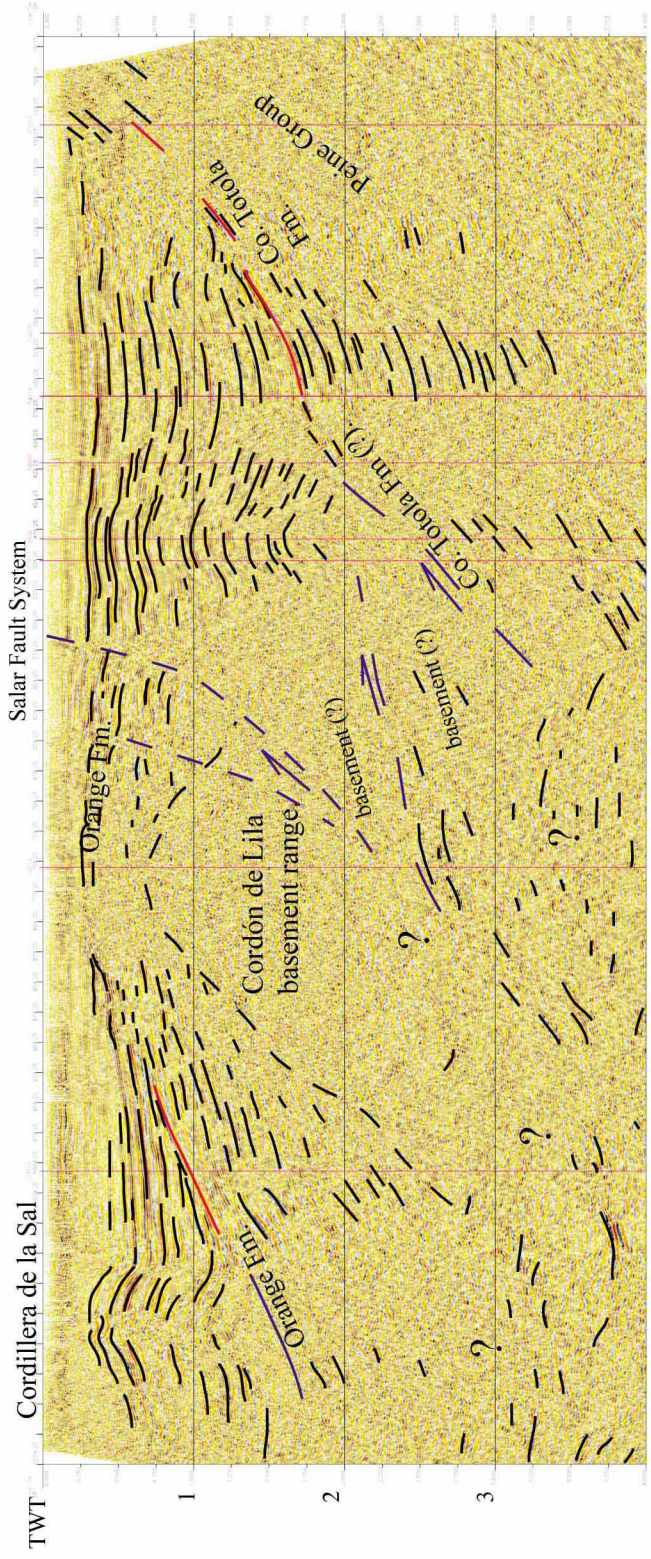 TWT
Cordillera de la Sal
Salar Fault System
1
2
3
Orange Fm.
Orange Fm.
Cordón de Lila
basement range
basement (?)
basement (?)
Co. Totola Fm (?)
Co. Totola
Fm.
Peine Group
?
?
?
?